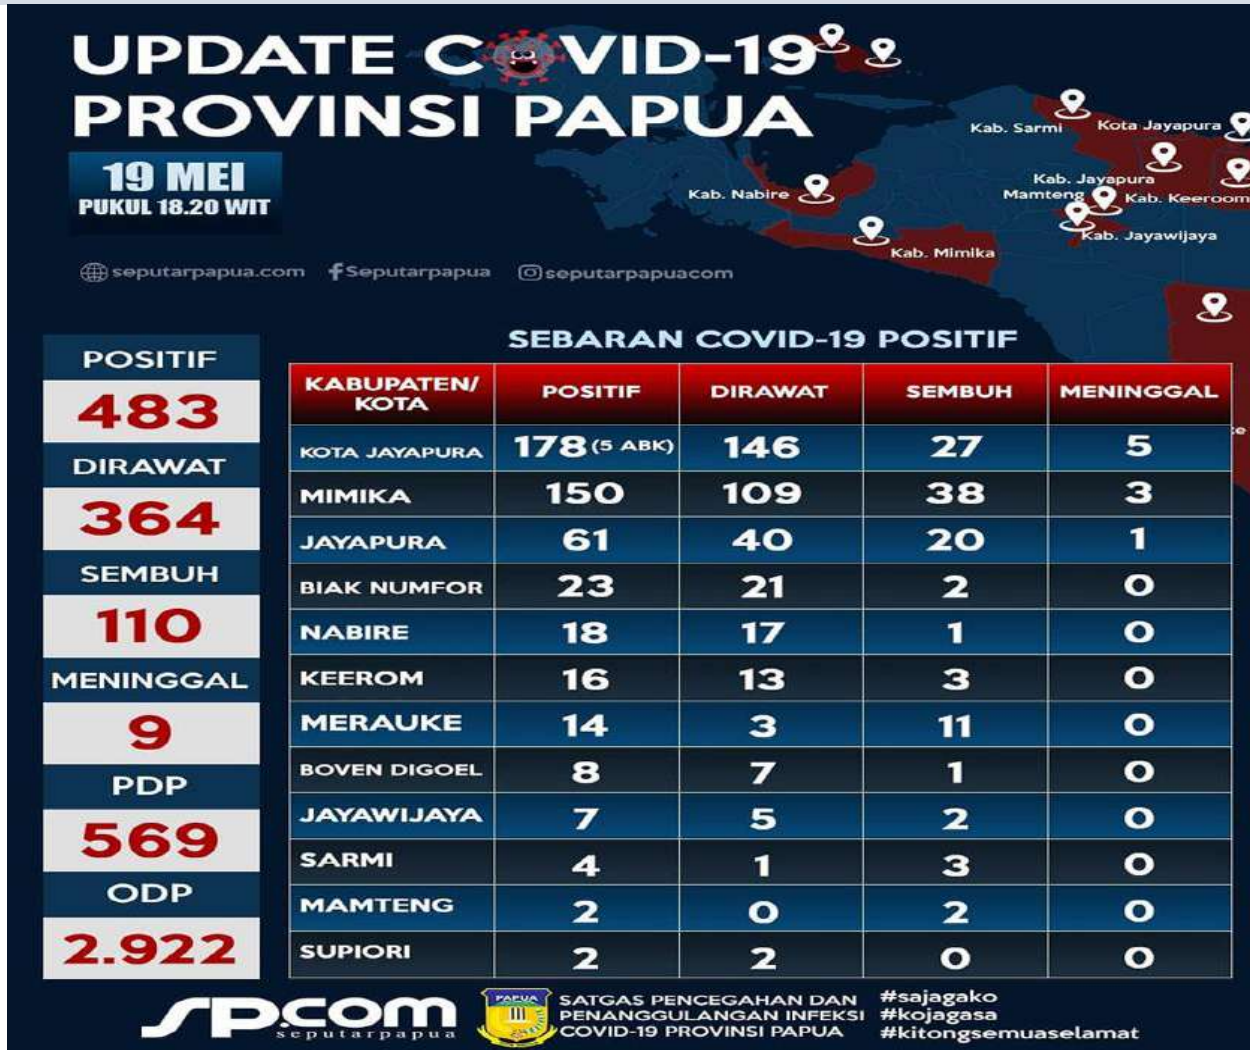 UPDATE COVID-19
PROVINSI PAPUA
19 MEI
PUKUL 18.20 WIT
seputarpapua.com Seputarpapua seputarpapuacom
Kab. Sarmi
Kota Jayapura
Kab. Jayapura
Kab. Nabire
Mamteng
Kab. Keeroom
Kab. Jayawijaya
Kab. Mimika
POSITIF
483
DIRAWAT
364
SEMBUH
110
MENINGGAL
9
PDP
569
ODP
2.922
SEBARAN COVID-19 POSITIF
KABUPATEN/
KOTA POSITIF DIRAWAT SEMBUH MENINGGAL
KOTA JAYAPURA 178 (5 ABK) 146 27 5
MIMIKA 150 109 38 3
JAYAPURA 61 40 20 1
BIAK NUMFOR 23 21 2 0
NABIRE 18 17 1 0
KEEROM 16 13 3 0
MERAUKE 14 3 11 0
BOVEN DIGOEL 8 7 1 0
JAYAWIJAYA 7 5 2 0
SARMI 4 1 3 0
MAMTENG 2 0 2 0
SUPIORI 2 2 0 0
SP.COM
seputarpapua
PAPUA
SATGAS PENCEGAHAN DAN
PENANGGULANGAN INFEKSI
COVID-19 PROVINSI PAPUA
#sajagako
#kojagasa
#kitongsemuaselamat